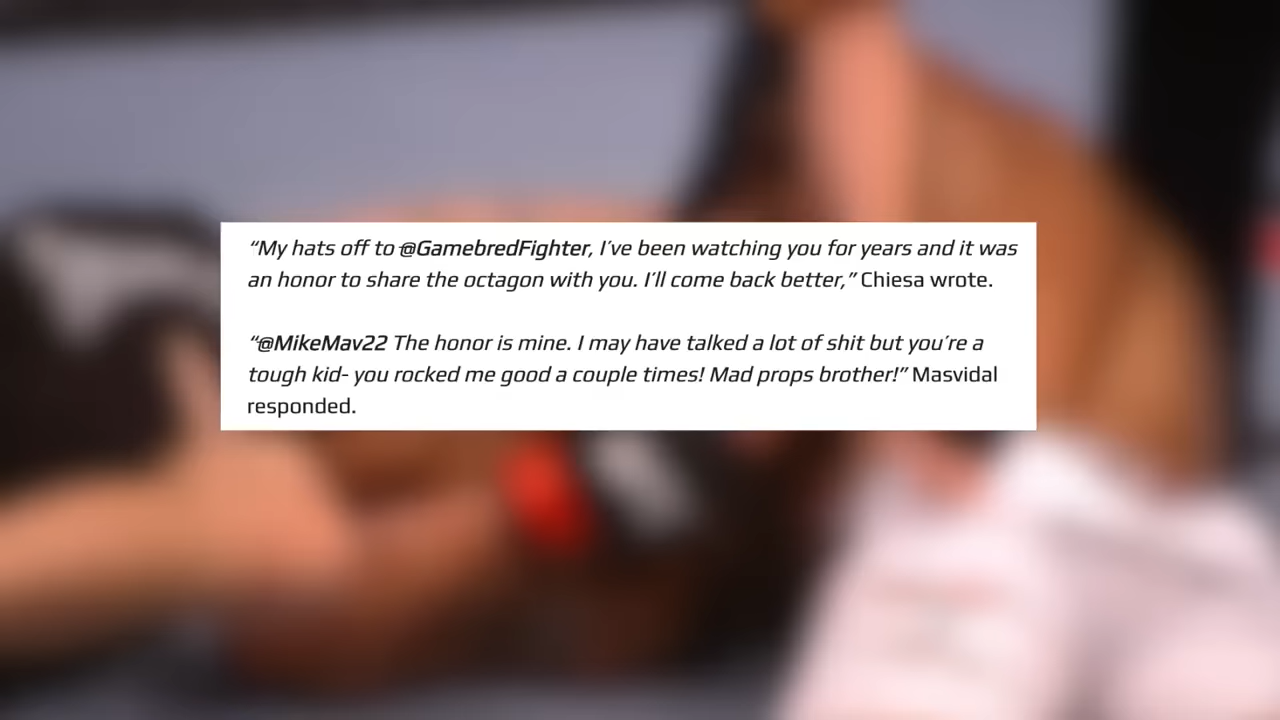 “My hats off to @GamebredFighter, I’ve been watching you for years and it was
an honor to share the octagon with you. I’ll come back better,” Chiesa wrote.
“@MikeMav22 The honor is mine. I may have talked a lot of shit but you’re a
tough kid- you rocked me good a couple times! Mad props brother!” Masvidal
responded.